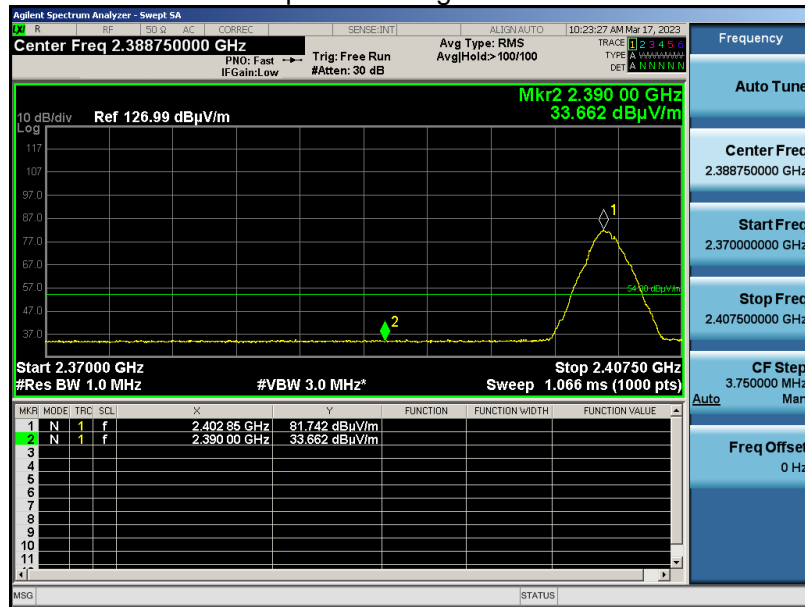 Agilent Spectrum Analyzer - Swept SA
LXI R RF 50 Ω AC CORREC SENSE:INT ALIGN AUTO 10:23:27 AM Mar 17, 2023
Center Freq 2.388750000 GHz
PNO: Fast
IFGain:Low
Trig: Free Run
#Atten: 30 dB
Avg Type: RMS
Avg|Hold:>100/100
TRACE 1 2 3 4 5 6
TYPE A
DET A N N N N N
Mkr2 2.390 00 GHz
33.662 dBµV/m
10 dB/div Ref 126.99 dBµV/m
Log
117
107
97.0
87.0
77.0
67.0
57.0
47.0
37.0
1
54.00 dBµV/m
2
Start 2.37000 GHz Stop 2.40750 GHz
#Res BW 1.0 MHz #VBW 3.0 MHz* Sweep 1.066 ms (1000 pts)
MKR MODE TRC SCL X Y FUNCTION FUNCTION WIDTH FUNCTION VALUE
1 N 1 f 2.402 85 GHz 81.742 dBµV/m
2 N 1 f 2.390 00 GHz 33.662 dBµV/m
3
4
5
6
7
8
9
10
11
MSG STATUS
Frequency
Auto Tune
Center Freq
2.388750000 GHz
Start Freq
2.370000000 GHz
Stop Freq
2.407500000 GHz
CF Step
3.750000 MHz
Auto Man
Freq Offset
0 Hz